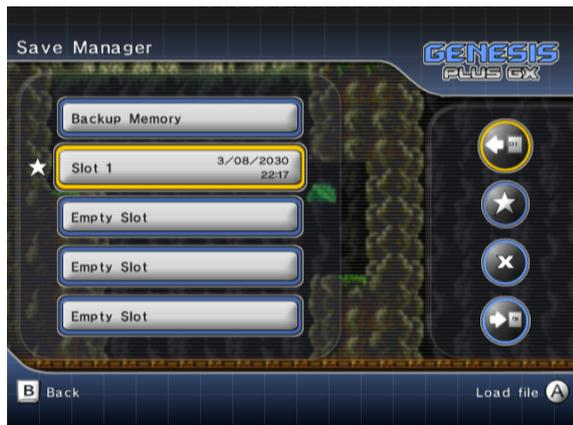 Save Manager
GENESIS
PLUS GX
Backup Memory
Slot 1
3/08/2030
22:17
Empty Slot
Empty Slot
Empty Slot
B Back
Load file A